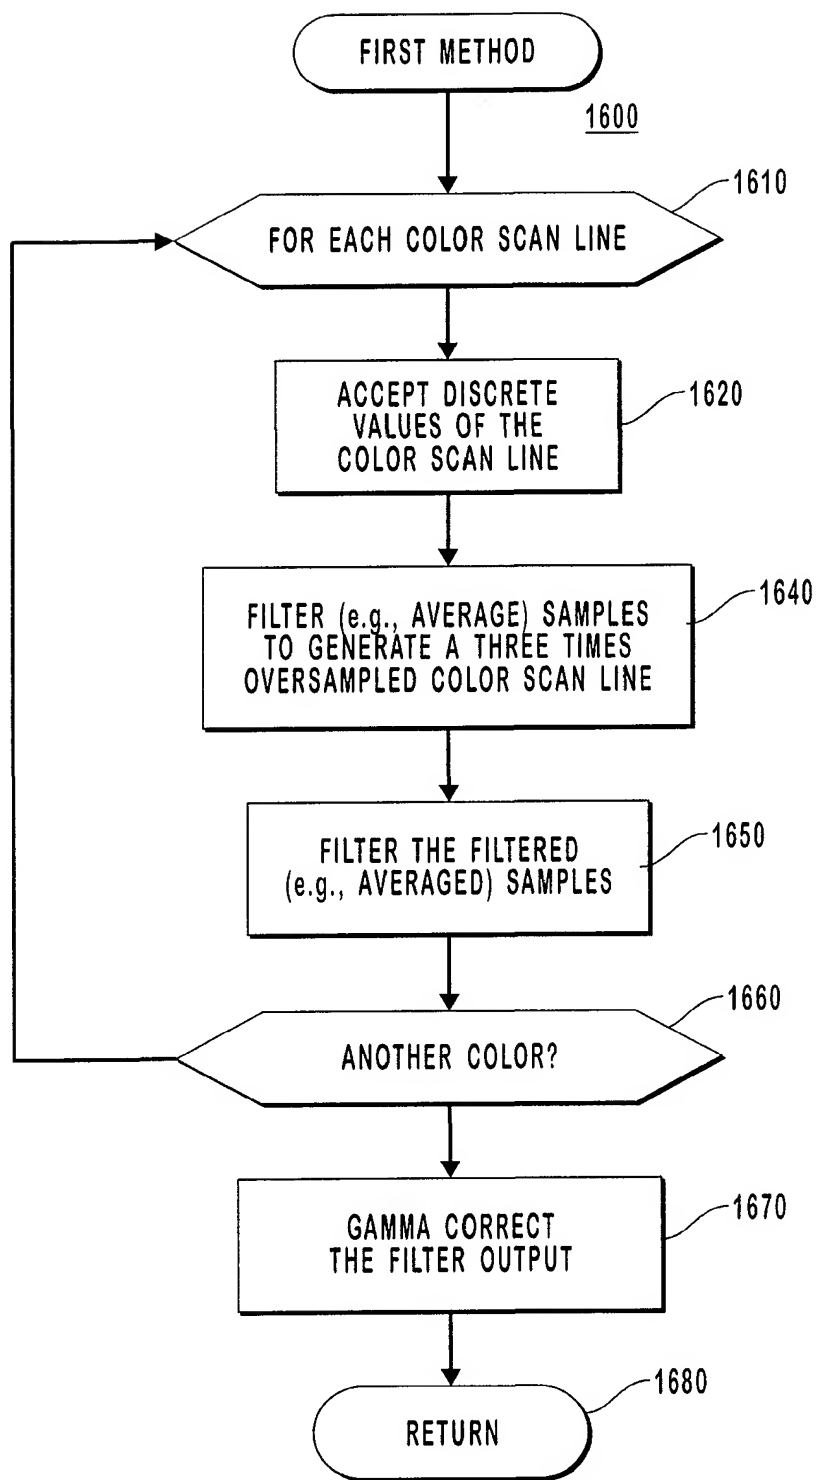 FIRST METHOD
1600
1610
FOR EACH COLOR SCAN LINE
ACCEPT DISCRETE
VALUES OF THE
COLOR SCAN LINE
1620
FILTER (e.g., AVERAGE) SAMPLES
TO GENERATE A THREE TIMES
OVERSAMPLED COLOR SCAN LINE
1640
FILTER THE FILTERED
(e.g., AVERAGED) SAMPLES
1650
1660
ANOTHER COLOR?
GAMMA CORRECT
THE FILTER OUTPUT
1670
1680
RETURN